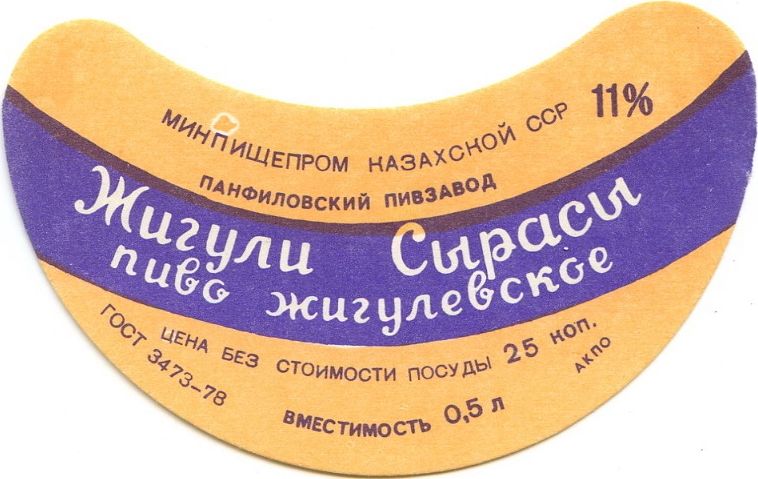 МИНПИЩЕПРОМ КАЗАХСКОЙ ССР 11%
ПАНФИЛОВСКИЙ ПИВЗАВОД
Жигули Сырасы
пиво жигулевское
ЦЕНА БЕЗ СТОИМОСТИ ПОСУДЫ 25 коп.
ГОСТ 3473-78
ВМЕСТИМОСТЬ 0,5 л
АКПО